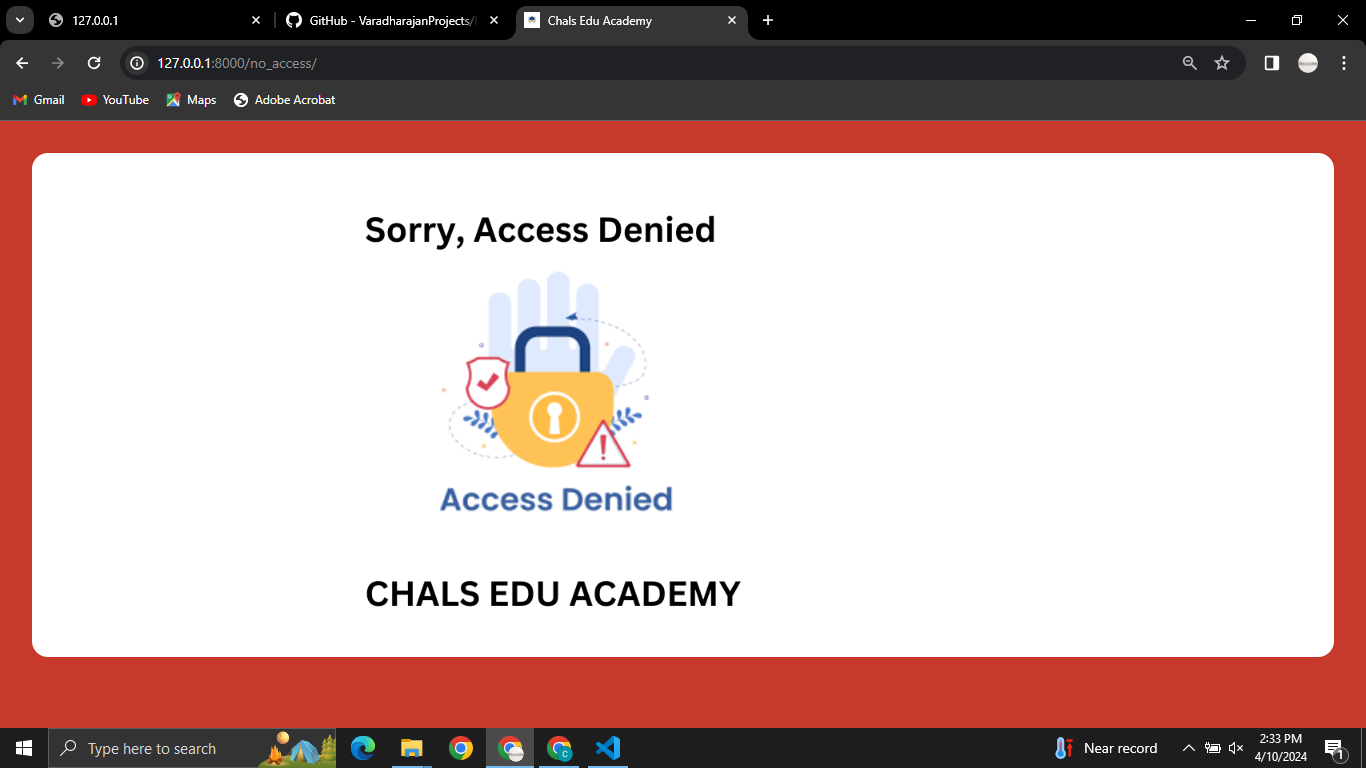 127.0.0.1
GitHub - VaradharajanProjects/
Chals Edu Academy
127.0.0.1:8000/no_access/
Gmail
YouTube
Maps
Adobe Acrobat
Sorry, Access Denied
Access Denied
CHALS EDU ACADEMY
Type here to search
C
Near record
2:33 PM
4/10/2024
1